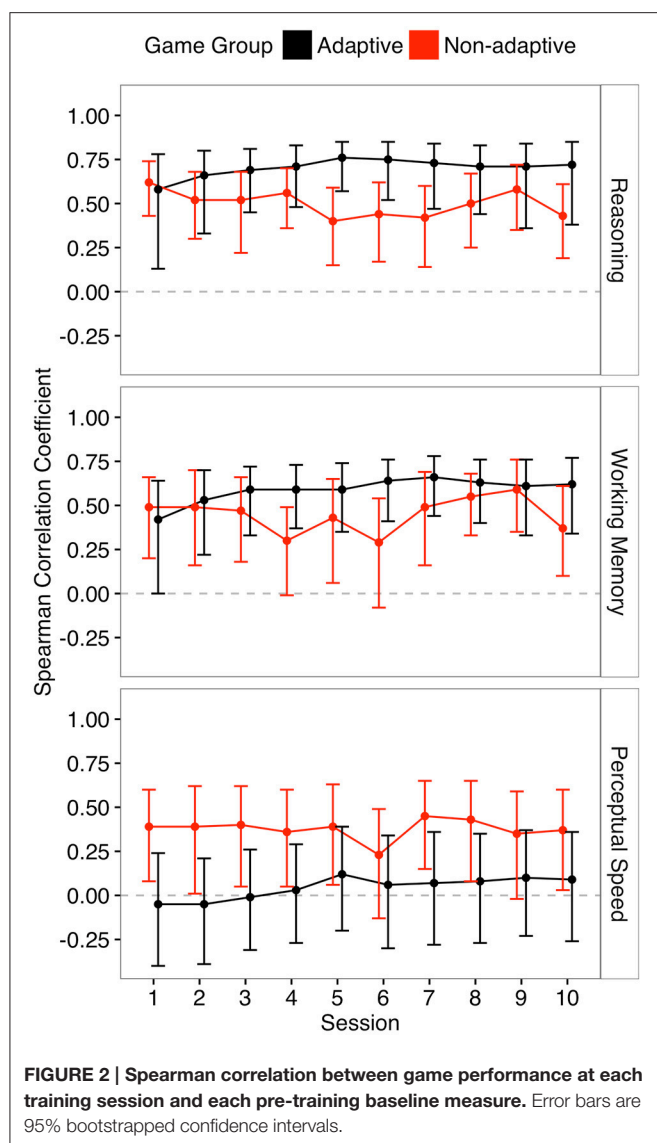 Game Group Adaptive Non-adaptive
1.00
0.75
0.50
0.25
0.00
-0.25
Reasoning
1.00
0.75
0.50
0.25
0.00
-0.25
Working Memory
1.00
0.75
0.50
0.25
0.00
-0.25
Perceptual Speed
Spearman Correlation Coefficient
1 2 3 4 5 6 7 8 9 10
Session
FIGURE 2 | Spearman correlation between game performance at each
training session and each pre-training baseline measure. Error bars are
95% bootstrapped confidence intervals.